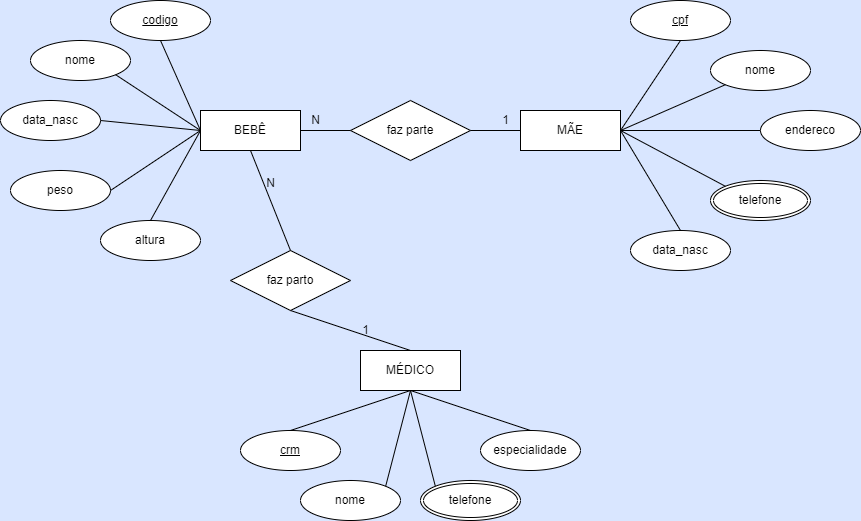 codigo
cpf
nome
nome
data_nasc
BEBÊ
N
faz parte
1
MÃE
endereco
peso
N
telefone
altura
data_nasc
faz parto
1
MÉDICO
crm
especialidade
nome
telefone